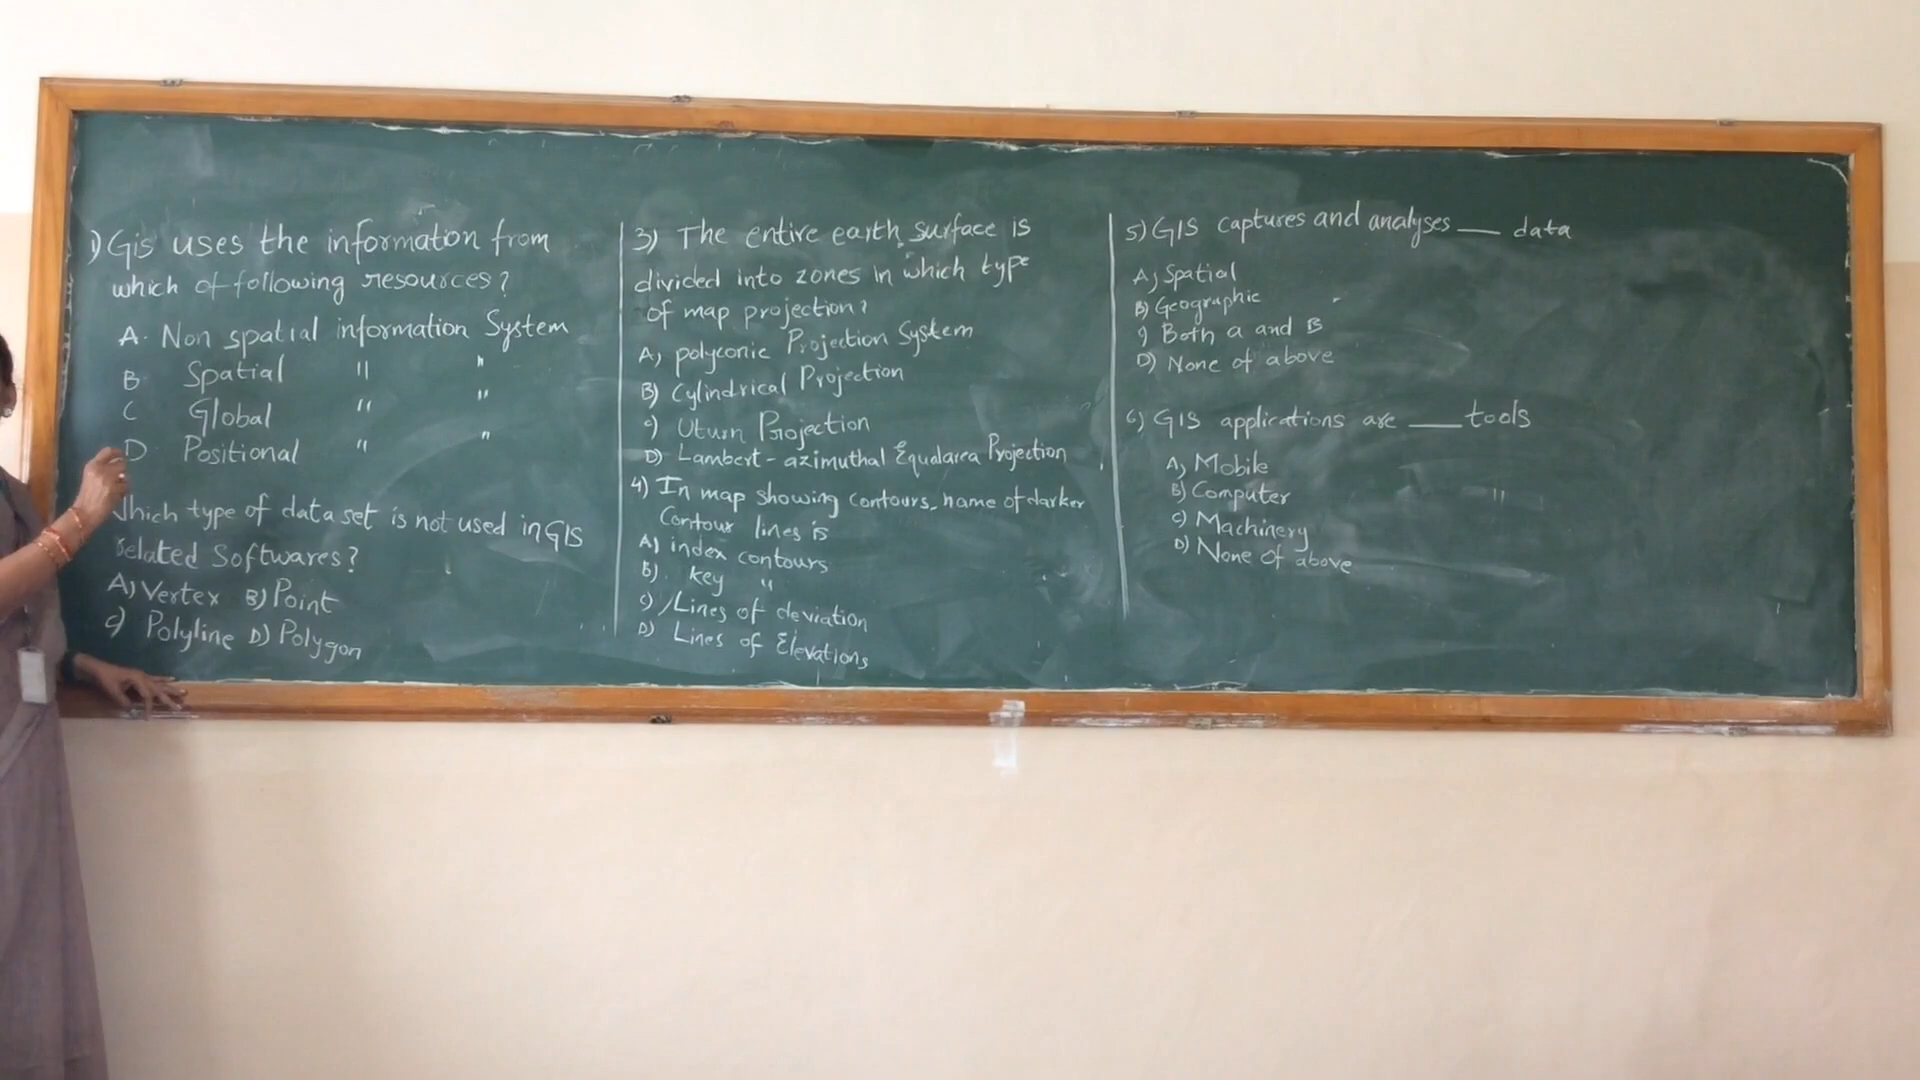 1) Gis uses the information from
which of following resources?
A. Non spatial information System
B Spatial " "
C Global " "
D Positional " "
Which type of data set is not used in GIS
related Softwares?
A) Vertex B) Point
C) Polyline D) Polygon
3) The entire earth surface is
divided into zones in which type
of map projection?
A) polyconic Projection System
B) Cylindrical Projection
C) Uturn Projection
D) Lambert - azimuthal Equalarea Projection
4) In map showing contours, name of darker
Contour lines is
A) index contours
B) key "
C) Lines of deviation
D) Lines of Elevations
5) GIS captures and analyses ___ data
A) Spatial
B) Geographic
C) Both a and B
D) None of above
6) GIS applications are ___ tools
A) Mobile
B) Computer "
C) Machinery
D) None of above